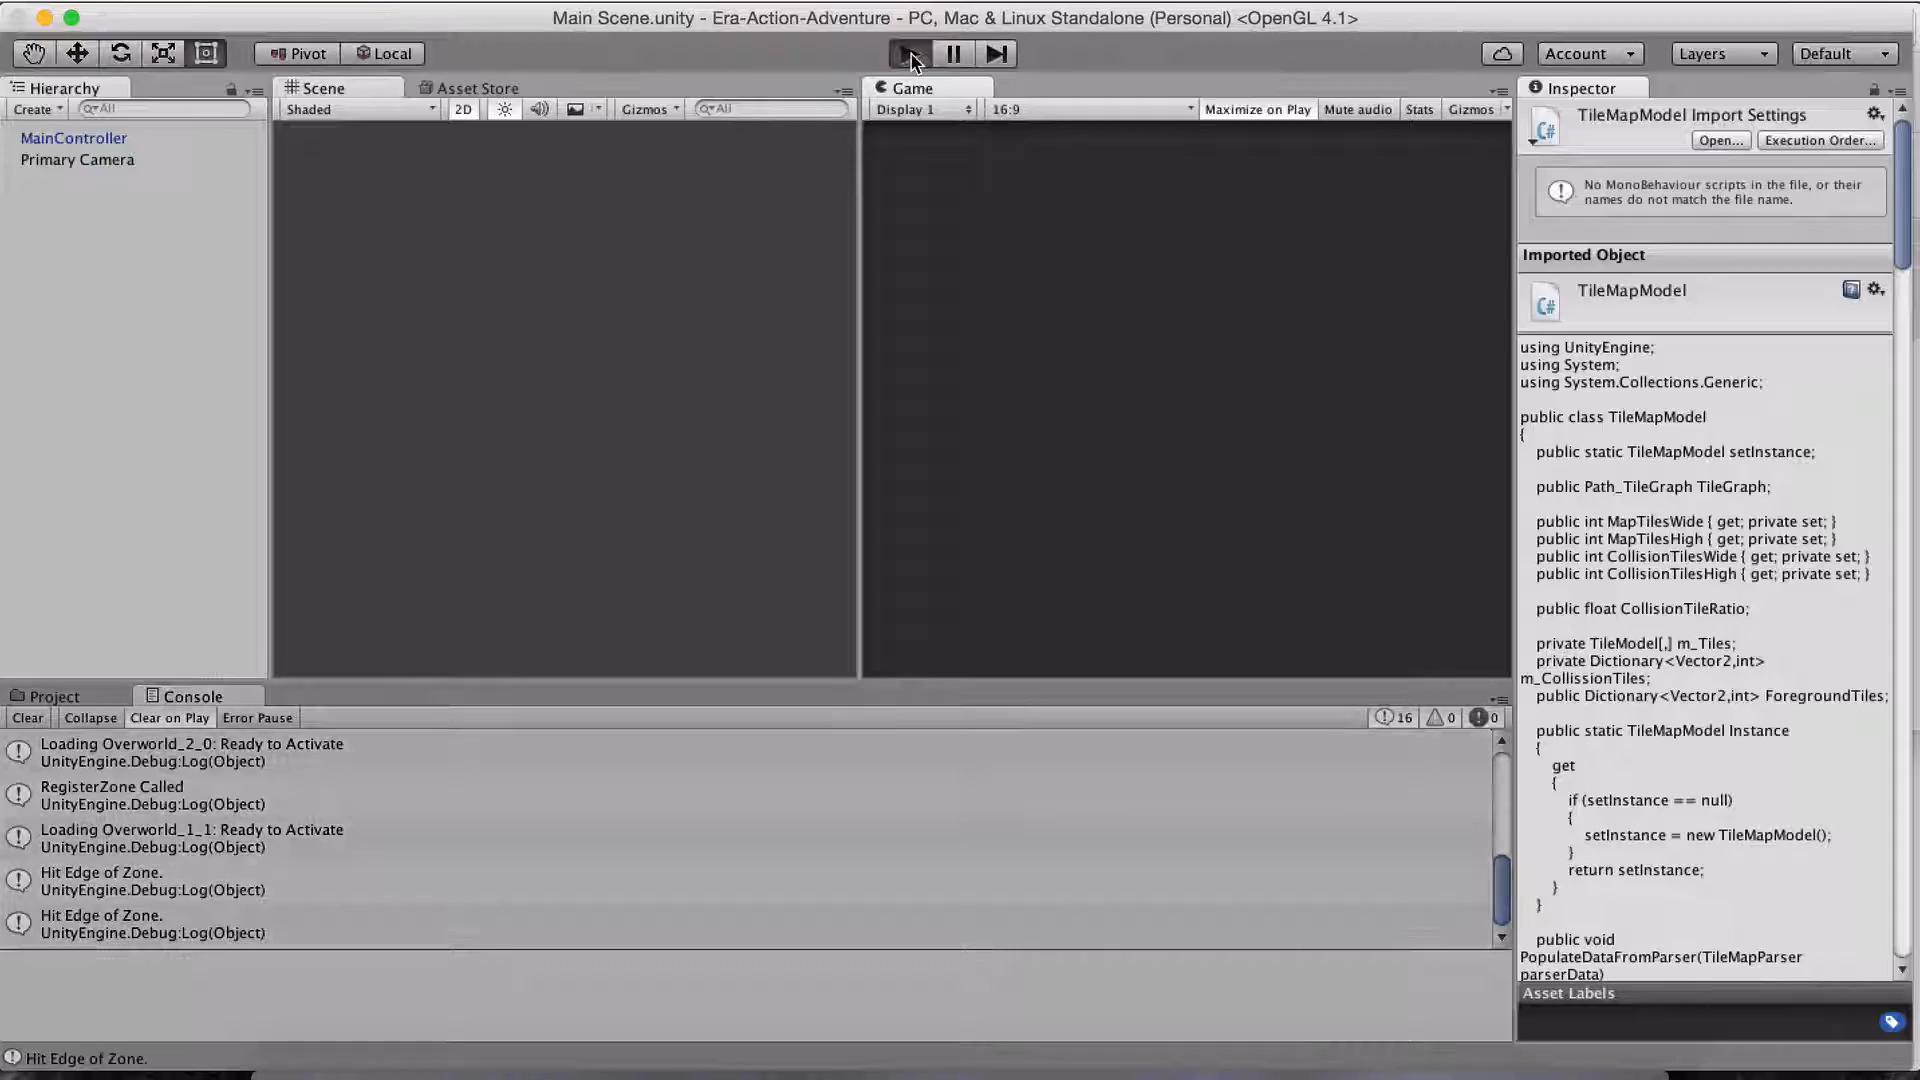 Main Scene.unity - Era-Action-Adventure - PC, Mac & Linux Standalone (Personal) <OpenGL 4.1>
Pivot Local Account Layers Default
Hierarchy
Create All
MainController
Primary Camera
Scene Asset Store
Shaded 2D Gizmos All
Game
Display 1 16:9 Maximize on Play Mute audio Stats Gizmos
Inspector
TileMapModel Import Settings
Open... Execution Order...
No MonoBehaviour scripts in the file, or their
names do not match the file name.
Imported Object
TileMapModel
using UnityEngine;
using System;
using System.Collections.Generic;
public class TileMapModel
{
public static TileMapModel setInstance;
public Path_TileGraph TileGraph;
public int MapTilesWide { get; private set; }
public int MapTilesHigh { get; private set; }
public int CollisionTilesWide { get; private set; }
public int CollisionTilesHigh { get; private set; }
public float CollisionTileRatio;
private TileModel[,] m_Tiles;
private Dictionary<Vector2,int>
m_CollissionTiles;
public Dictionary<Vector2,int> ForegroundTiles;
public static TileMapModel Instance
{
get
{
if (setInstance == null)
{
setInstance = new TileMapModel();
}
return setInstance;
}
}
public void
PopulateDataFromParser(TileMapParser
parserData)
Asset Labels
Project Console
Clear Collapse Clear on Play Error Pause 16 0 0
Loading Overworld_2_0: Ready to Activate
UnityEngine.Debug:Log(Object)
RegisterZone Called
UnityEngine.Debug:Log(Object)
Loading Overworld_1_1: Ready to Activate
UnityEngine.Debug:Log(Object)
Hit Edge of Zone.
UnityEngine.Debug:Log(Object)
Hit Edge of Zone.
UnityEngine.Debug:Log(Object)
Hit Edge of Zone.